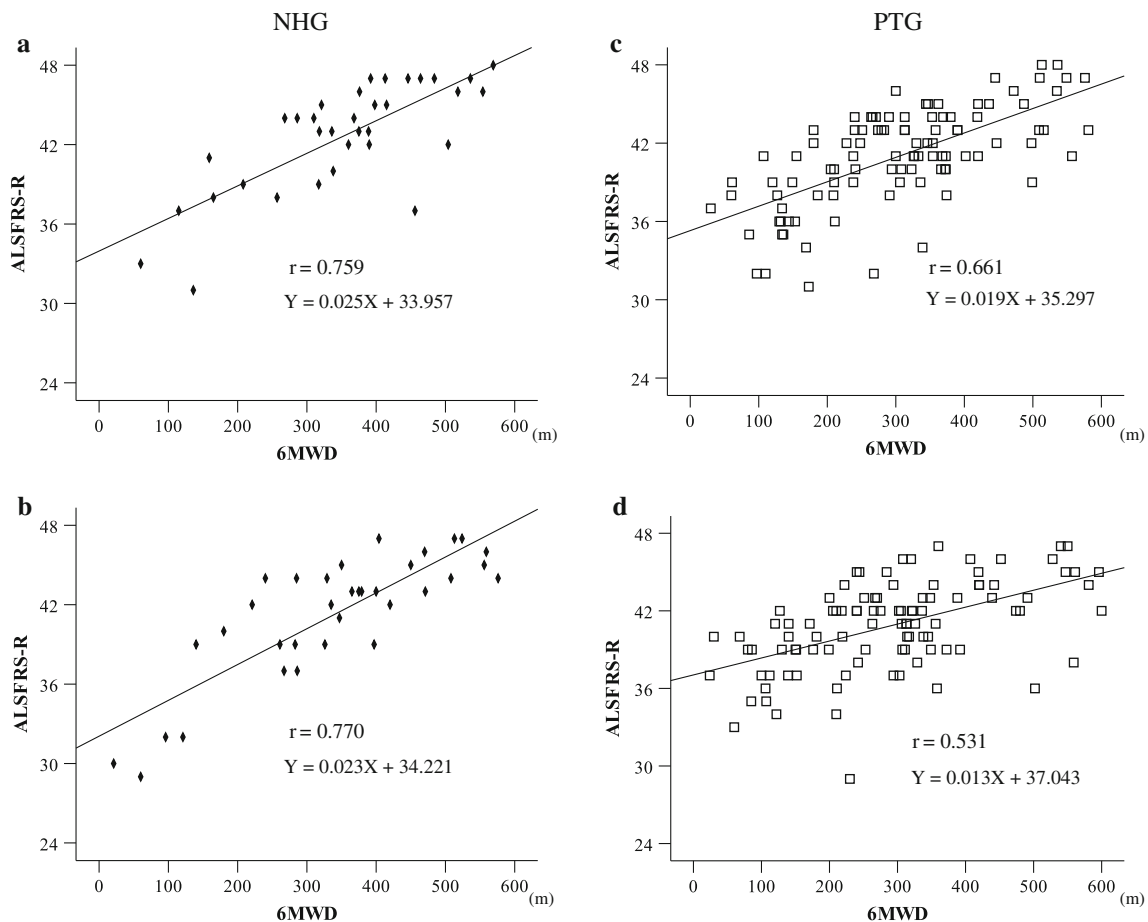 NHG
a
48
42
36
30
24
ALSFRS-R
r = 0.759
Y = 0.025X + 33.957
0 100 200 300 400 500 600 (m)
6MWD
PTG
c
48
42
36
30
24
ALSFRS-R
r = 0.661
Y = 0.019X + 35.297
0 100 200 300 400 500 600 (m)
6MWD
b
48
42
36
30
24
ALSFRS-R
r = 0.770
Y = 0.023X + 34.221
0 100 200 300 400 500 600 (m)
6MWD
d
48
42
36
30
24
ALSFRS-R
r = 0.531
Y = 0.013X + 37.043
0 100 200 300 400 500 600 (m)
6MWD